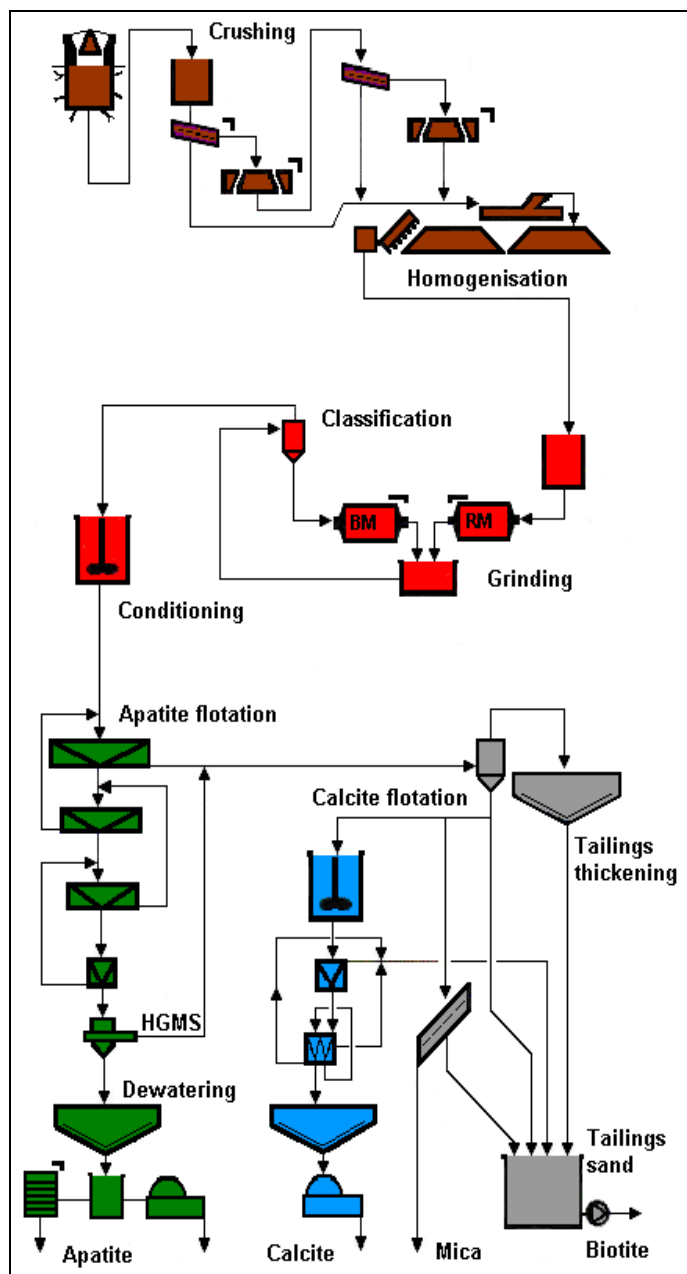 Crushing
Homogenisation
Classification
BM
RM
Grinding
Conditioning
Apatite flotation
Calcite flotation
Tailings
thickening
HGMS
Dewatering
Tailings
sand
Apatite
Calcite
Mica
Biotite